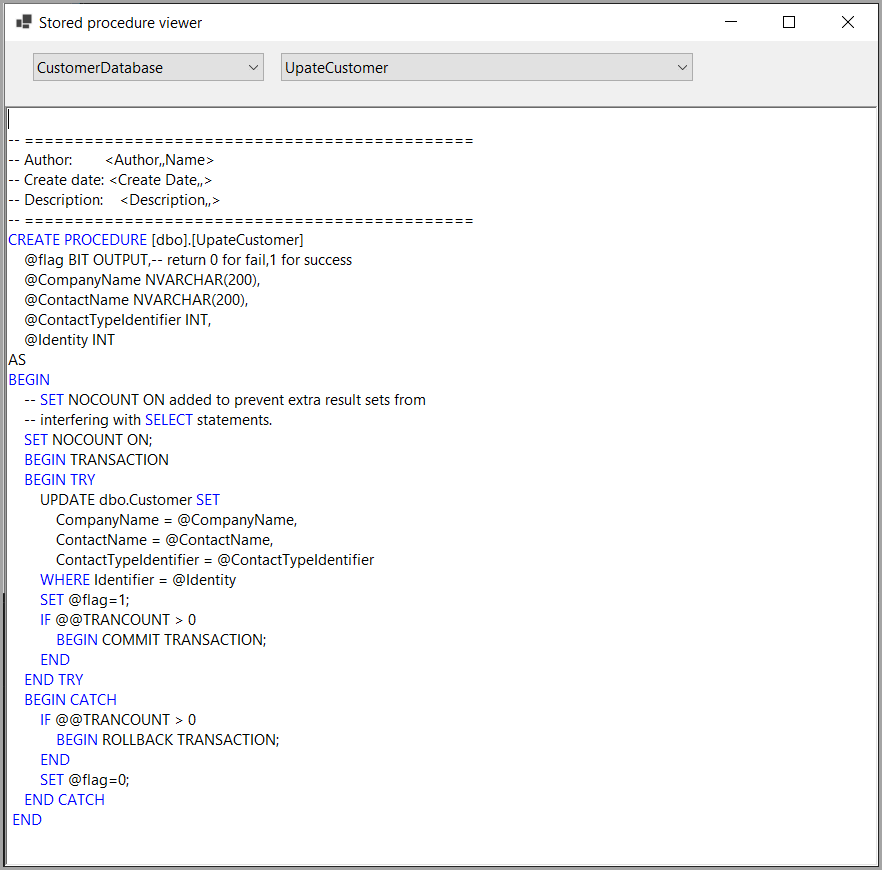 Stored procedure viewer
CustomerDatabase
UpateCustomer
-- =============================================
-- Author:        <Author,,Name>
-- Create date: <Create Date,,>
-- Description:    <Description,,>
-- =============================================
CREATE PROCEDURE [dbo].[UpateCustomer]
    @flag BIT OUTPUT,-- return 0 for fail,1 for success
    @CompanyName NVARCHAR(200),
    @ContactName NVARCHAR(200),
    @ContactTypeIdentifier INT,
    @Identity INT
AS
BEGIN
    -- SET NOCOUNT ON added to prevent extra result sets from
    -- interfering with SELECT statements.
    SET NOCOUNT ON;
    BEGIN TRANSACTION
    BEGIN TRY
        UPDATE dbo.Customer SET
            CompanyName = @CompanyName,
            ContactName = @ContactName,
            ContactTypeIdentifier = @ContactTypeIdentifier
        WHERE Identifier = @Identity
        SET @flag=1;
        IF @@TRANCOUNT > 0
            BEGIN COMMIT TRANSACTION;
        END
    END TRY
    BEGIN CATCH
        IF @@TRANCOUNT > 0
            BEGIN ROLLBACK TRANSACTION;
        END
        SET @flag=0;
    END CATCH
 END